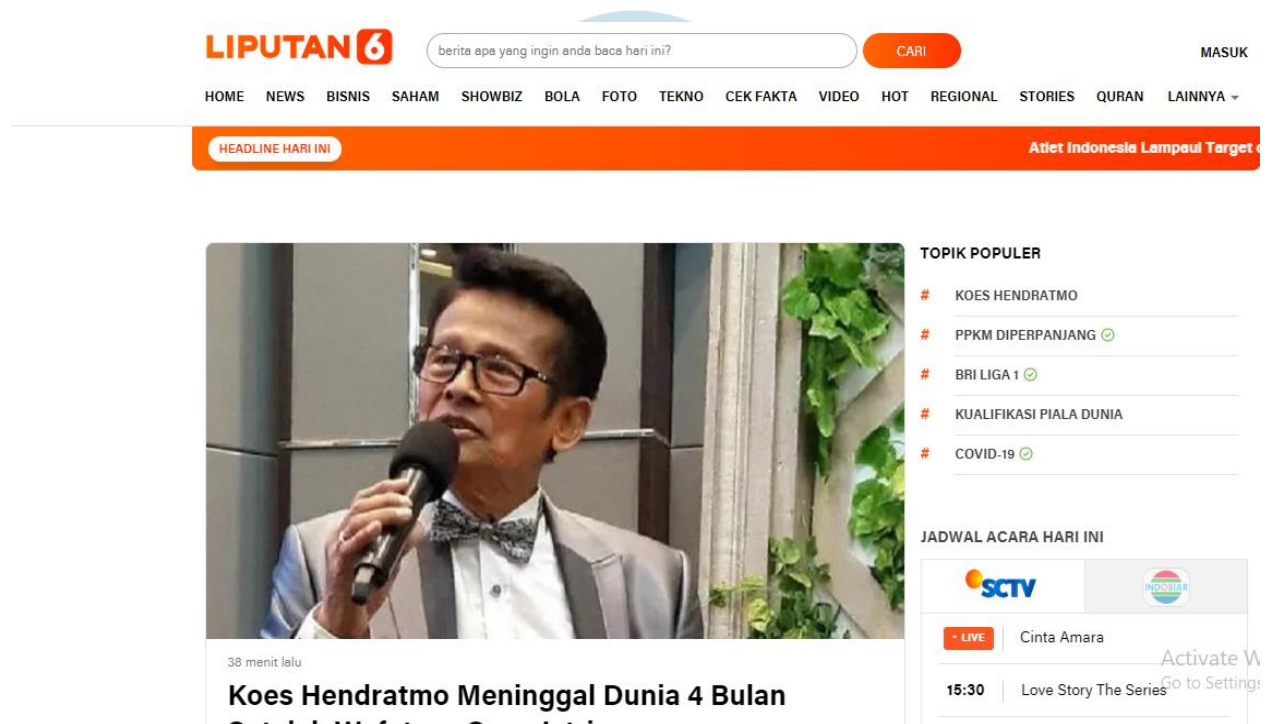 LIPUTAN 6
berita apa yang ingin anda baca hari ini?
CARI
MASUK
HOME NEWS BISNIS SAHAM SHOWBIZ BOLA FOTO TEKNO CEK FAKTA VIDEO HOT REGIONAL STORIES QURAN LAINNYA
HEADLINE HARI INI
Atlet Indonesia Lampaui Target
TOPIK POPULER
# KOES HENDRATMO
# PPKM DIPERPANJANG
# BRI LIGA 1
# KUALIFIKASI PIALA DUNIA
# COVID-19
JADWAL ACARA HARI INI
SCTV INDOSIAR
- LIVE Cinta Amara
15:30 Love Story The Series
Activate W
Go to Settings
38 menit lalu
Koes Hendratmo Meninggal Dunia 4 Bulan